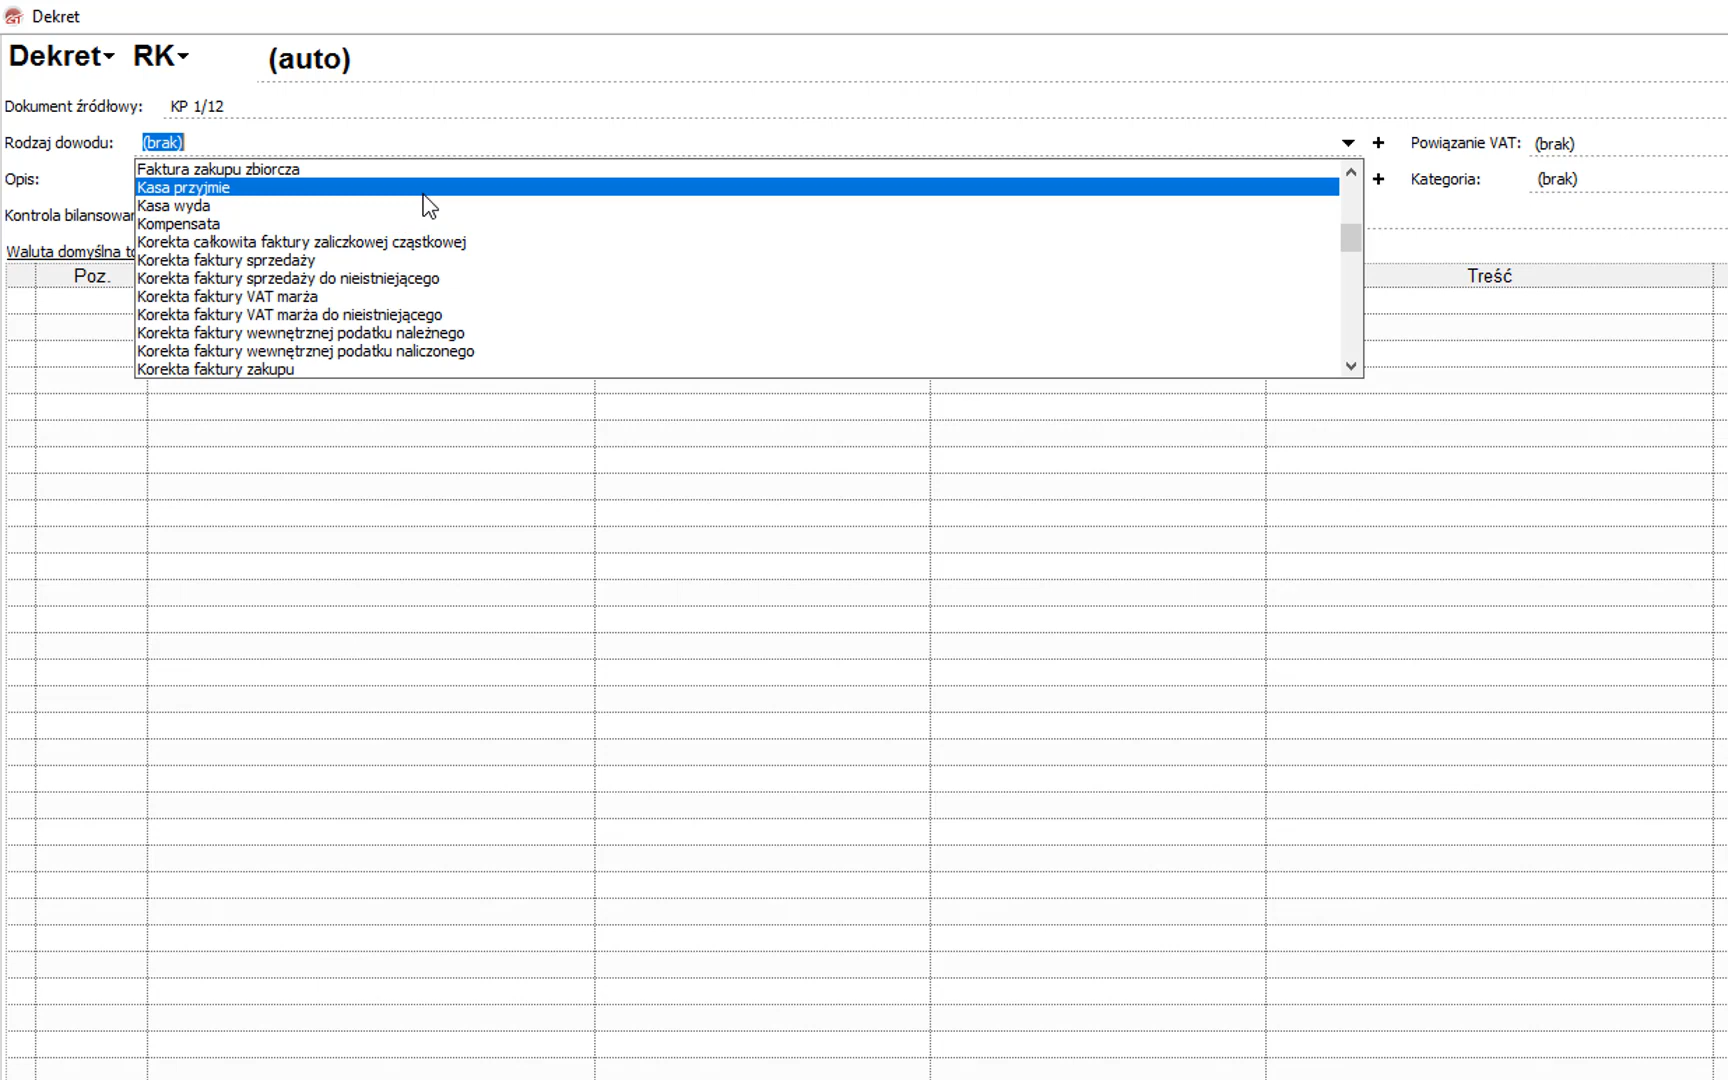 Dekret
Dekret RK (auto)
Dokument źródłowy: KP 1/12
Rodzaj dowodu: (brak) + Powiązanie VAT: (brak)
Faktura zakupu zbiorcza
Opis: + Kategoria: (brak)
Kasa przyjmie
Kasa wyda
Kontrola bilansowan
Kompensata
Korekta całkowita faktury zaliczkowej cząstkowej
Waluta domyślna to
Korekta faktury sprzedaży
Poz. Treść
Korekta faktury sprzedaży do nieistniejącego
Korekta faktury VAT marża
Korekta faktury VAT marża do nieistniejącego
Korekta faktury wewnętrznej podatku należnego
Korekta faktury wewnętrznej podatku naliczonego
Korekta faktury zakupu